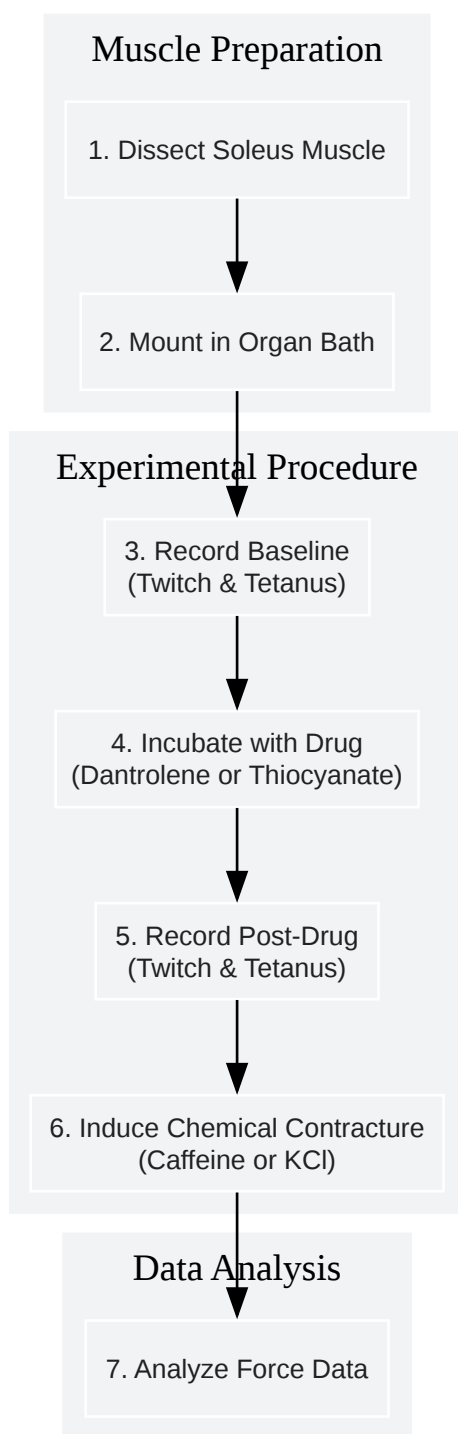 Muscle Preparation
1. Dissect Soleus Muscle
2. Mount in Organ Bath
Experimental Procedure
3. Record Baseline
(Twitch & Tetanus)
4. Incubate with Drug
(Dantrolene or Thiocyanate)
5. Record Post-Drug
(Twitch & Tetanus)
6. Induce Chemical Contracture
(Caffeine or KCl)
Data Analysis
7. Analyze Force Data